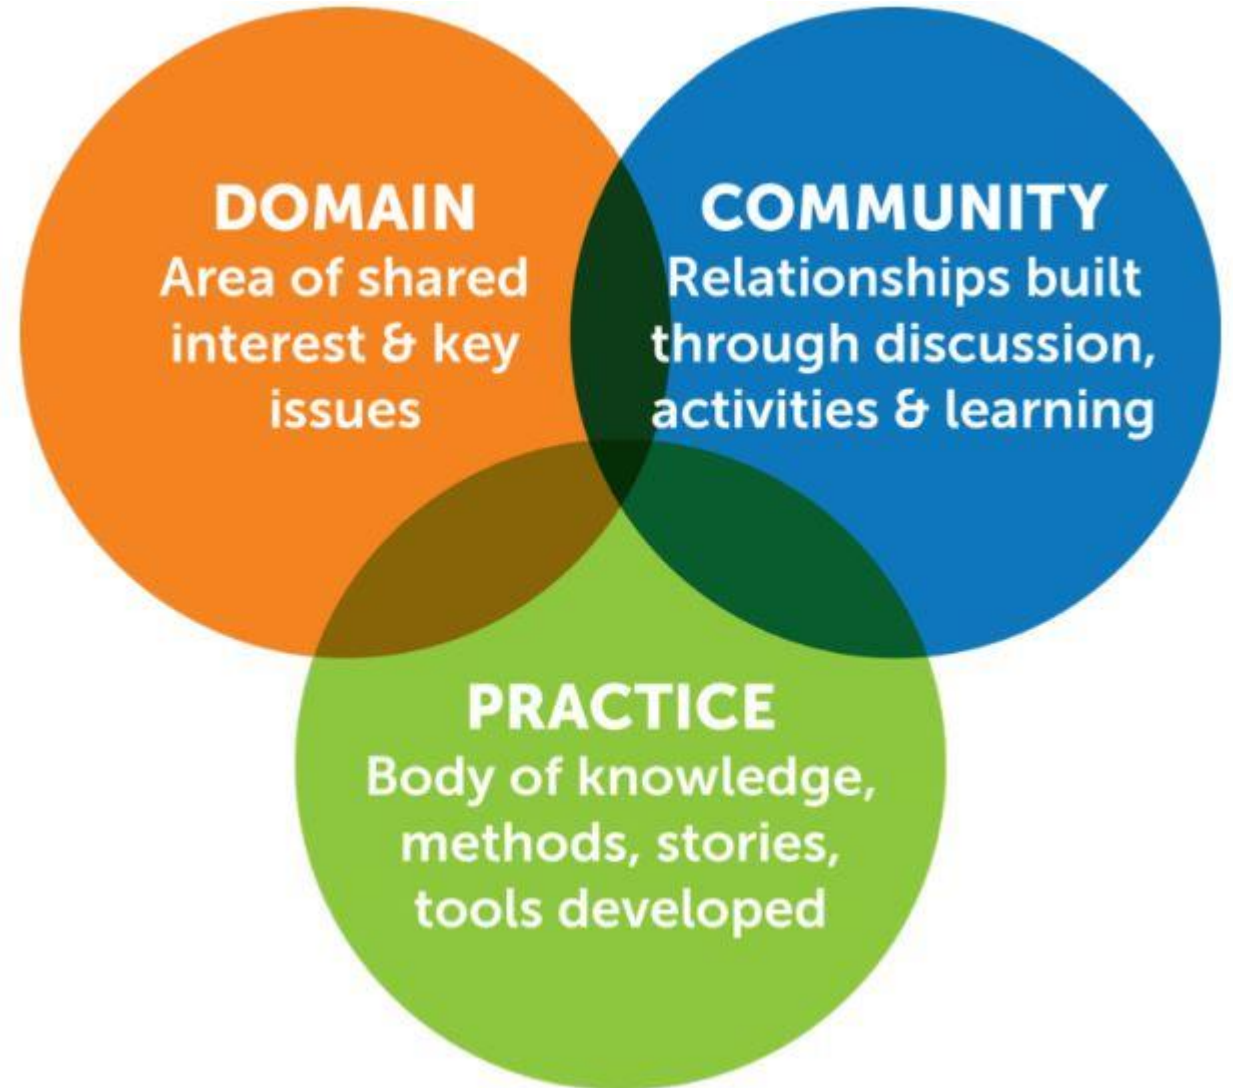 DOMAIN
Area of shared
interest & key
issues
COMMUNITY
Relationships built
through discussion,
activities & learning
PRACTICE
Body of knowledge,
methods, stories,
tools developed